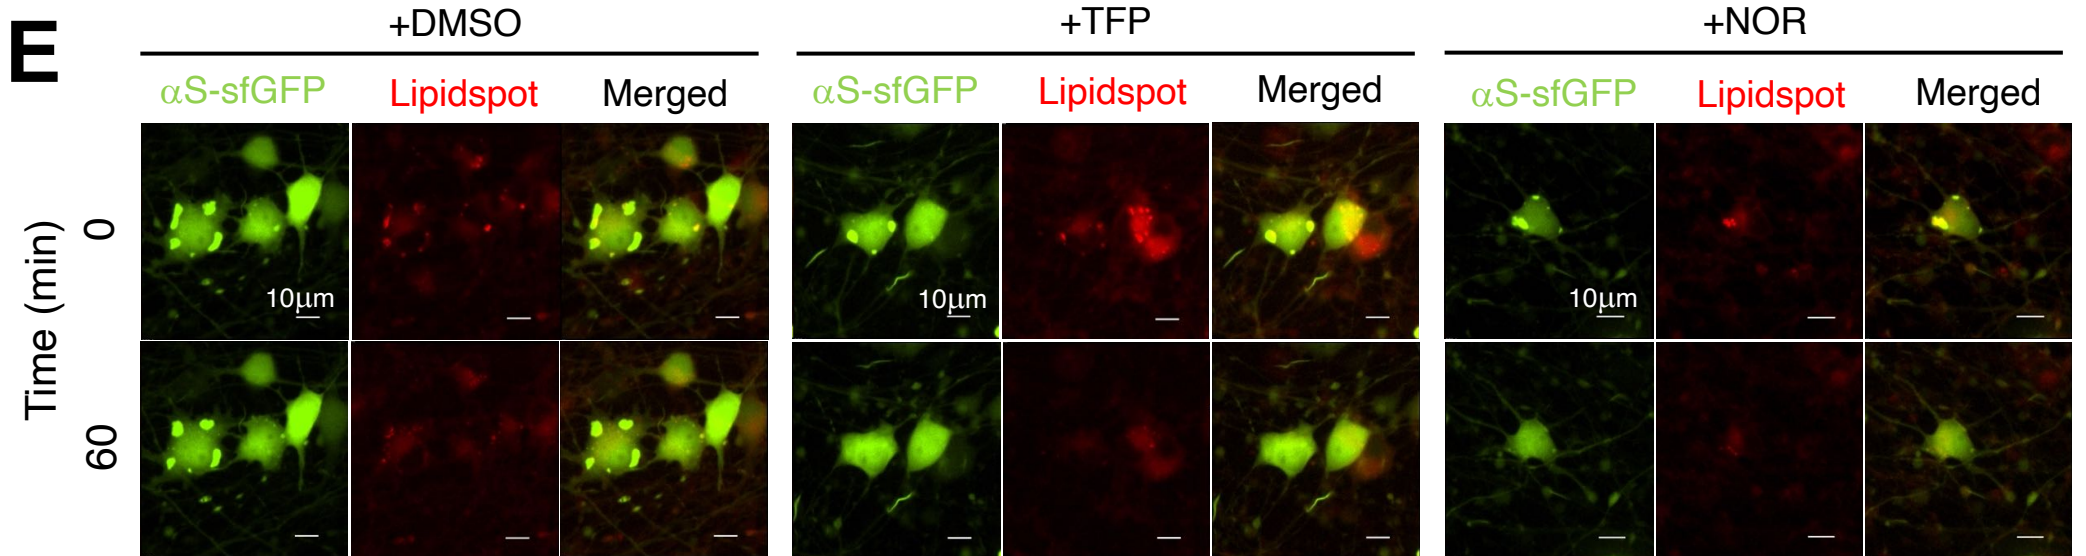 E
+DMSO
+TFP
+NOR
αS-sfGFP Lipidspot Merged
αS-sfGFP Lipidspot Merged
αS-sfGFP Lipidspot Merged
Time (min)
0
10μm
10μm
10μm
60